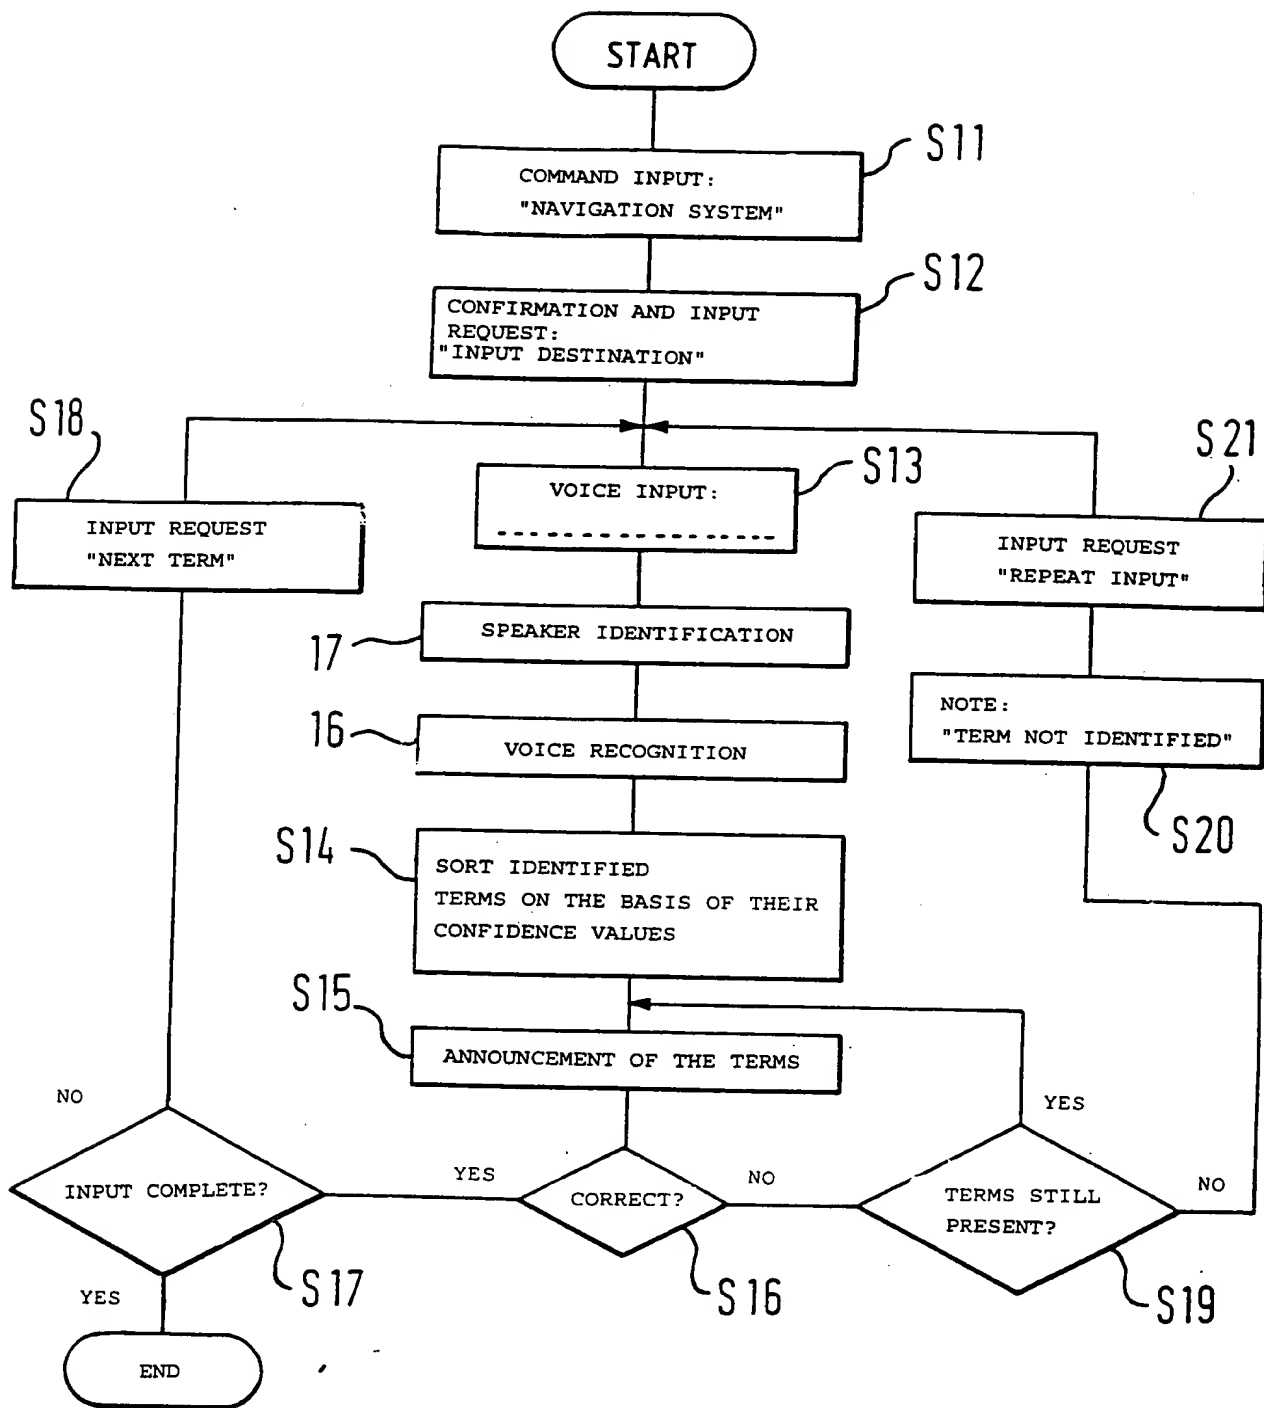 START
S11
COMMAND INPUT:
"NAVIGATION SYSTEM"
S12
CONFIRMATION AND INPUT
REQUEST:
"INPUT DESTINATION"
S18
INPUT REQUEST
"NEXT TERM"
S13
VOICE INPUT:
S21
INPUT REQUEST
"REPEAT INPUT"
17
SPEAKER IDENTIFICATION
16
VOICE RECOGNITION
NOTE:
"TERM NOT IDENTIFIED"
S20
S14
SORT IDENTIFIED
TERMS ON THE BASIS OF THEIR
CONFIDENCE VALUES
S15
ANNOUNCEMENT OF THE TERMS
NO
INPUT COMPLETE?
S17
YES
YES
CORRECT?
S16
NO
YES
TERMS STILL
PRESENT?
S19
NO
END